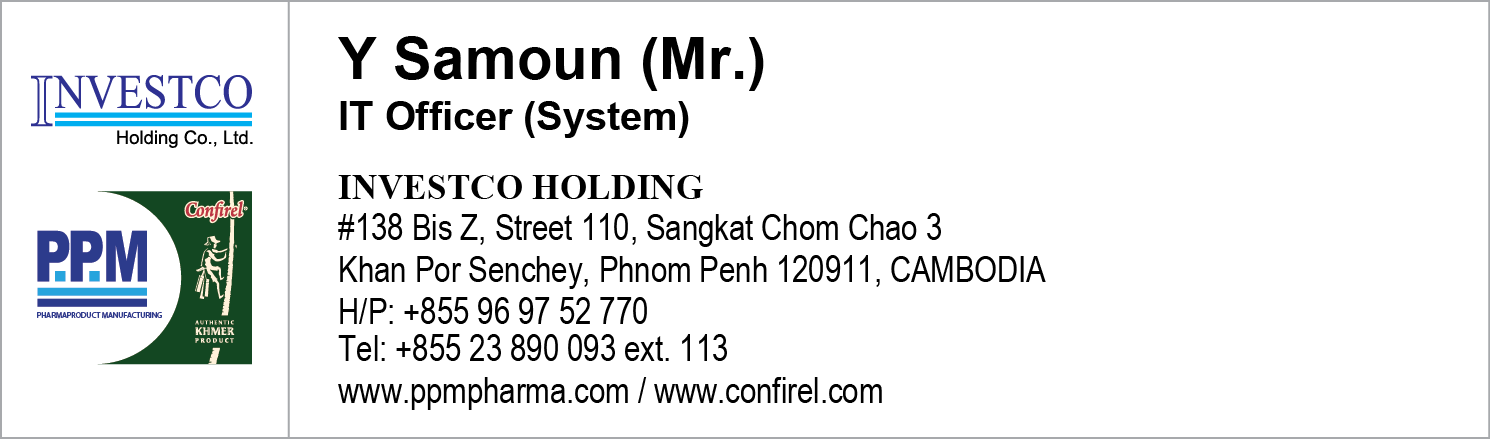 INVESTCO
Holding Co., Ltd.
Confirel®
P.P.M
PHARMAPRODUCT MANUFACTURING
AUTHENTIC
KHMER
PRODUCT
Y Samoun (Mr.)
IT Officer (System)
INVESTCO HOLDING
#138 Bis Z, Street 110, Sangkat Chom Chao 3
Khan Por Senchey, Phnom Penh 120911, CAMBODIA
H/P: +855 96 97 52 770
Tel: +855 23 890 093 ext. 113
www.ppmpharma.com / www.confirel.com